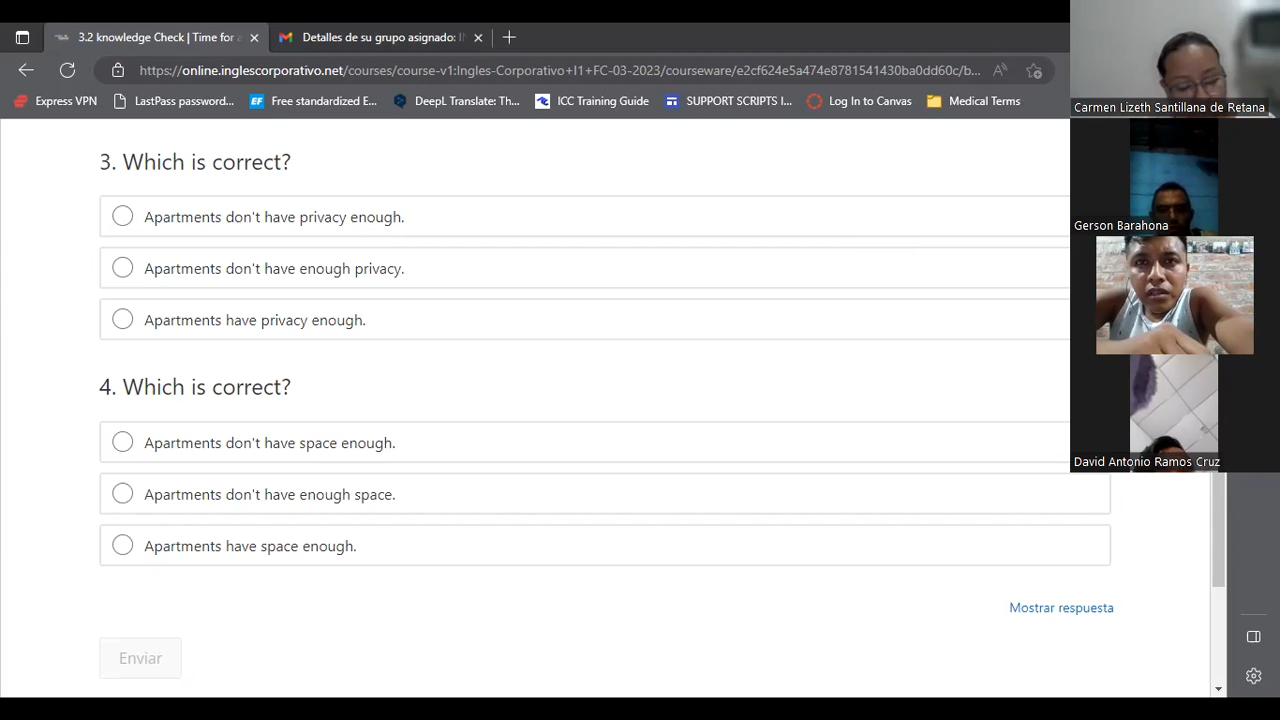 3.2 knowledge Check | Time for a
Detalles de su grupo asignado: I
https://online.inglescorporativo.net/courses/course-v1:Ingles-Corporativo+I1+FC-03-2023/courseware/e2cf624e5a474e8781541430ba0dd60c/b...
Express VPN
LastPass password...
Free standardized E...
DeepL Translate: Th...
ICC Training Guide
SUPPORT SCRIPTS I...
Log In to Canvas
Medical Terms
Carmen Lizeth Santillana de Retana
Gerson Barahona
David Antonio Ramos Cruz
3. Which is correct?
Apartments don't have privacy enough.
Apartments don't have enough privacy.
Apartments have privacy enough.
4. Which is correct?
Apartments don't have space enough.
Apartments don't have enough space.
Apartments have space enough.
Mostrar respuesta
Enviar